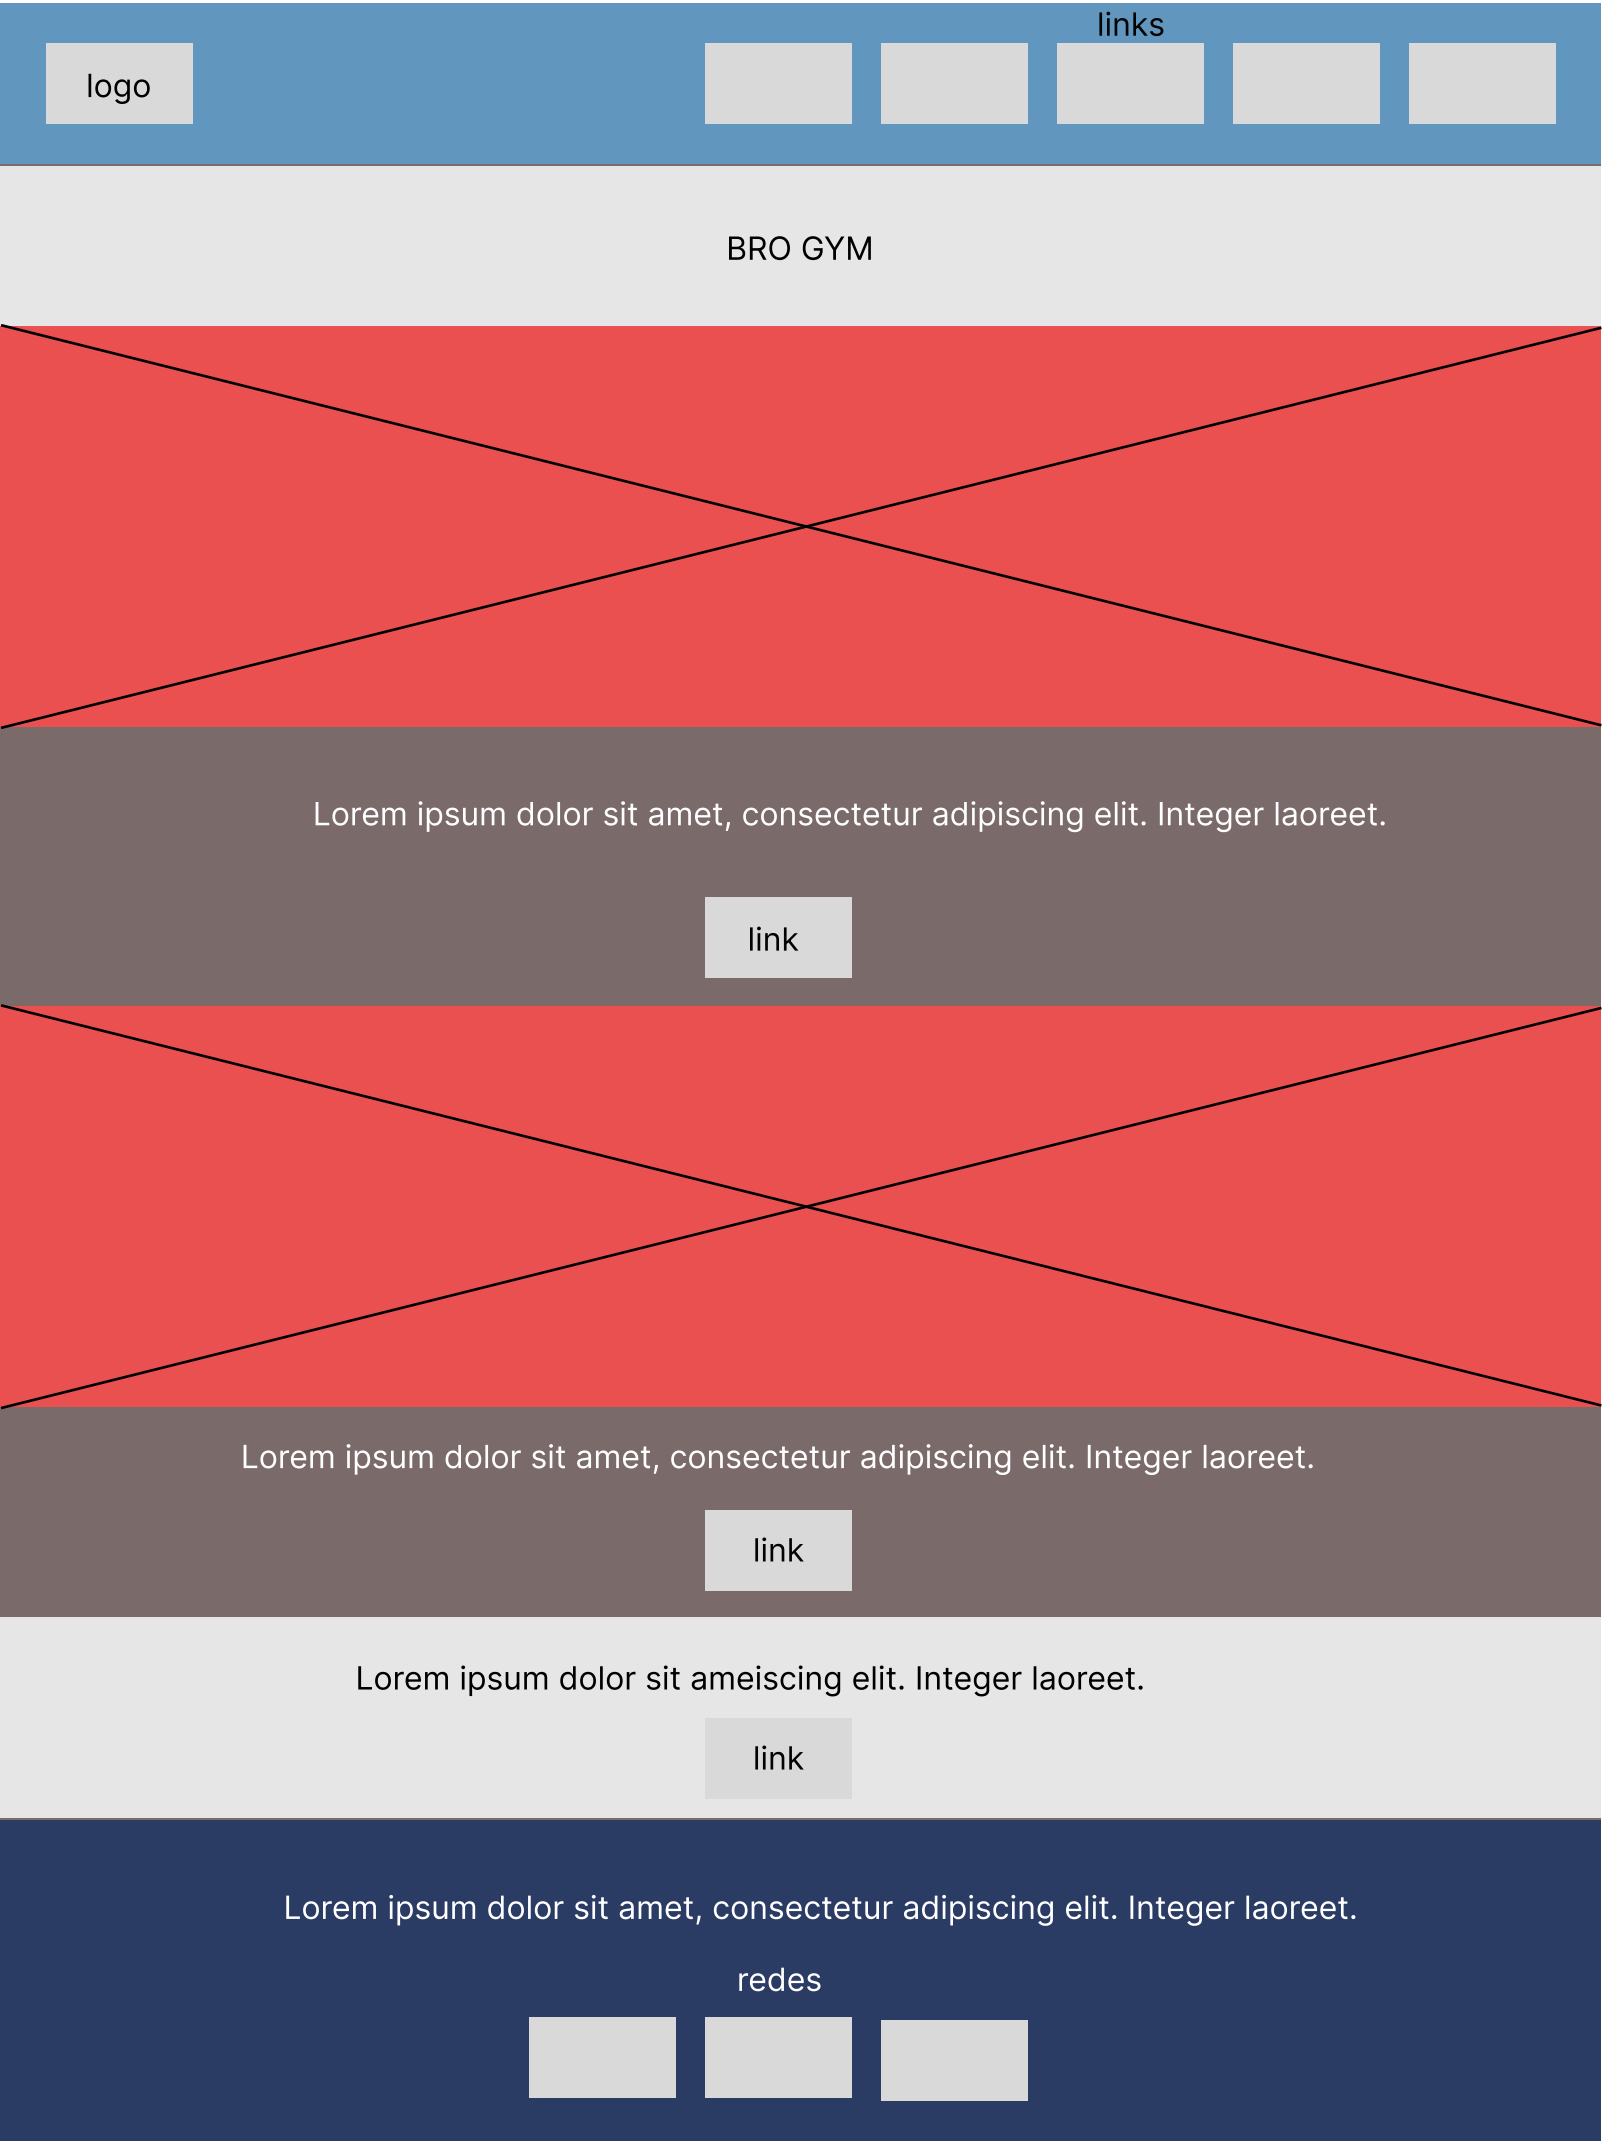 links
logo
BRO GYM
Lorem ipsum dolor sit amet, consectetur adipiscing elit. Integer laoreet.
link
Lorem ipsum dolor sit amet, consectetur adipiscing elit. Integer laoreet.
link
Lorem ipsum dolor sit ameiscing elit. Integer laoreet.
link
Lorem ipsum dolor sit amet, consectetur adipiscing elit. Integer laoreet.
redes